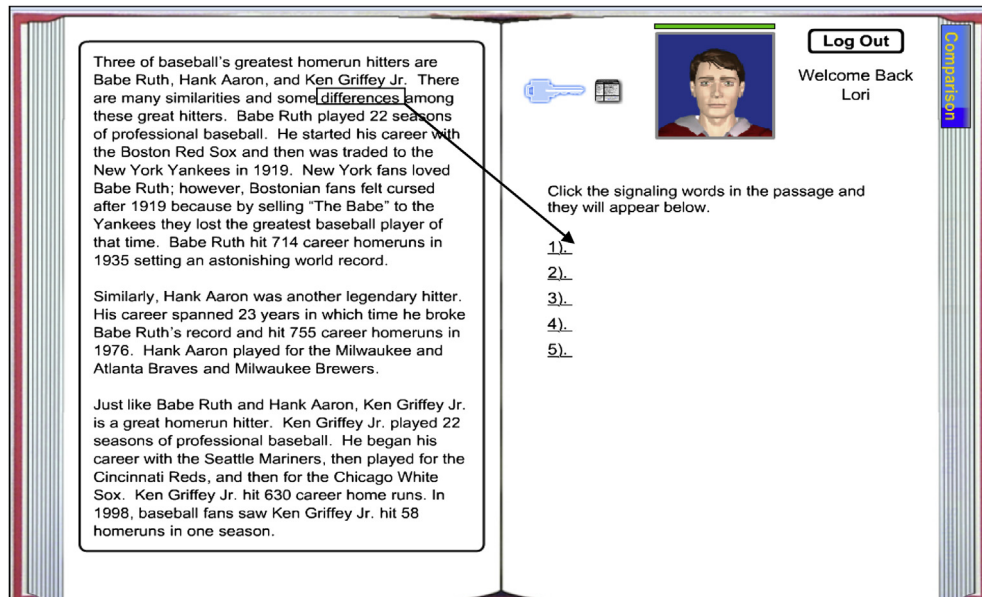 Three of baseball's greatest homerun hitters are
Babe Ruth, Hank Aaron, and Ken Griffey Jr. There
are many similarities and some differences among
these great hitters. Babe Ruth played 22 seasons
of professional baseball. He started his career with
the Boston Red Sox and then was traded to the
New York Yankees in 1919. New York fans loved
Babe Ruth; however, Bostonian fans felt cursed
after 1919 because by selling “The Babe” to the
Yankees they lost the greatest baseball player of
that time. Babe Ruth hit 714 career homeruns in
1935 setting an astonishing world record.
Similarly, Hank Aaron was another legendary hitter.
His career spanned 23 years in which time he broke
Babe Ruth's record and hit 755 career homeruns in
1976. Hank Aaron played for the Milwaukee and
Atlanta Braves and Milwaukee Brewers.
Just like Babe Ruth and Hank Aaron, Ken Griffey Jr.
is a great homerun hitter. Ken Griffey Jr. played 22
seasons of professional baseball. He began his
career with the Seattle Mariners, then played for the
Cincinnati Reds, and then for the Chicago White
Sox. Ken Griffey Jr. hit 630 career home runs. In
1998, baseball fans saw Ken Griffey Jr. hit 58
homeruns in one season.
Log Out
Welcome Back
Lori
Comparison
Click the signaling words in the passage and
they will appear below.
1).
2).
3).
4).
5).